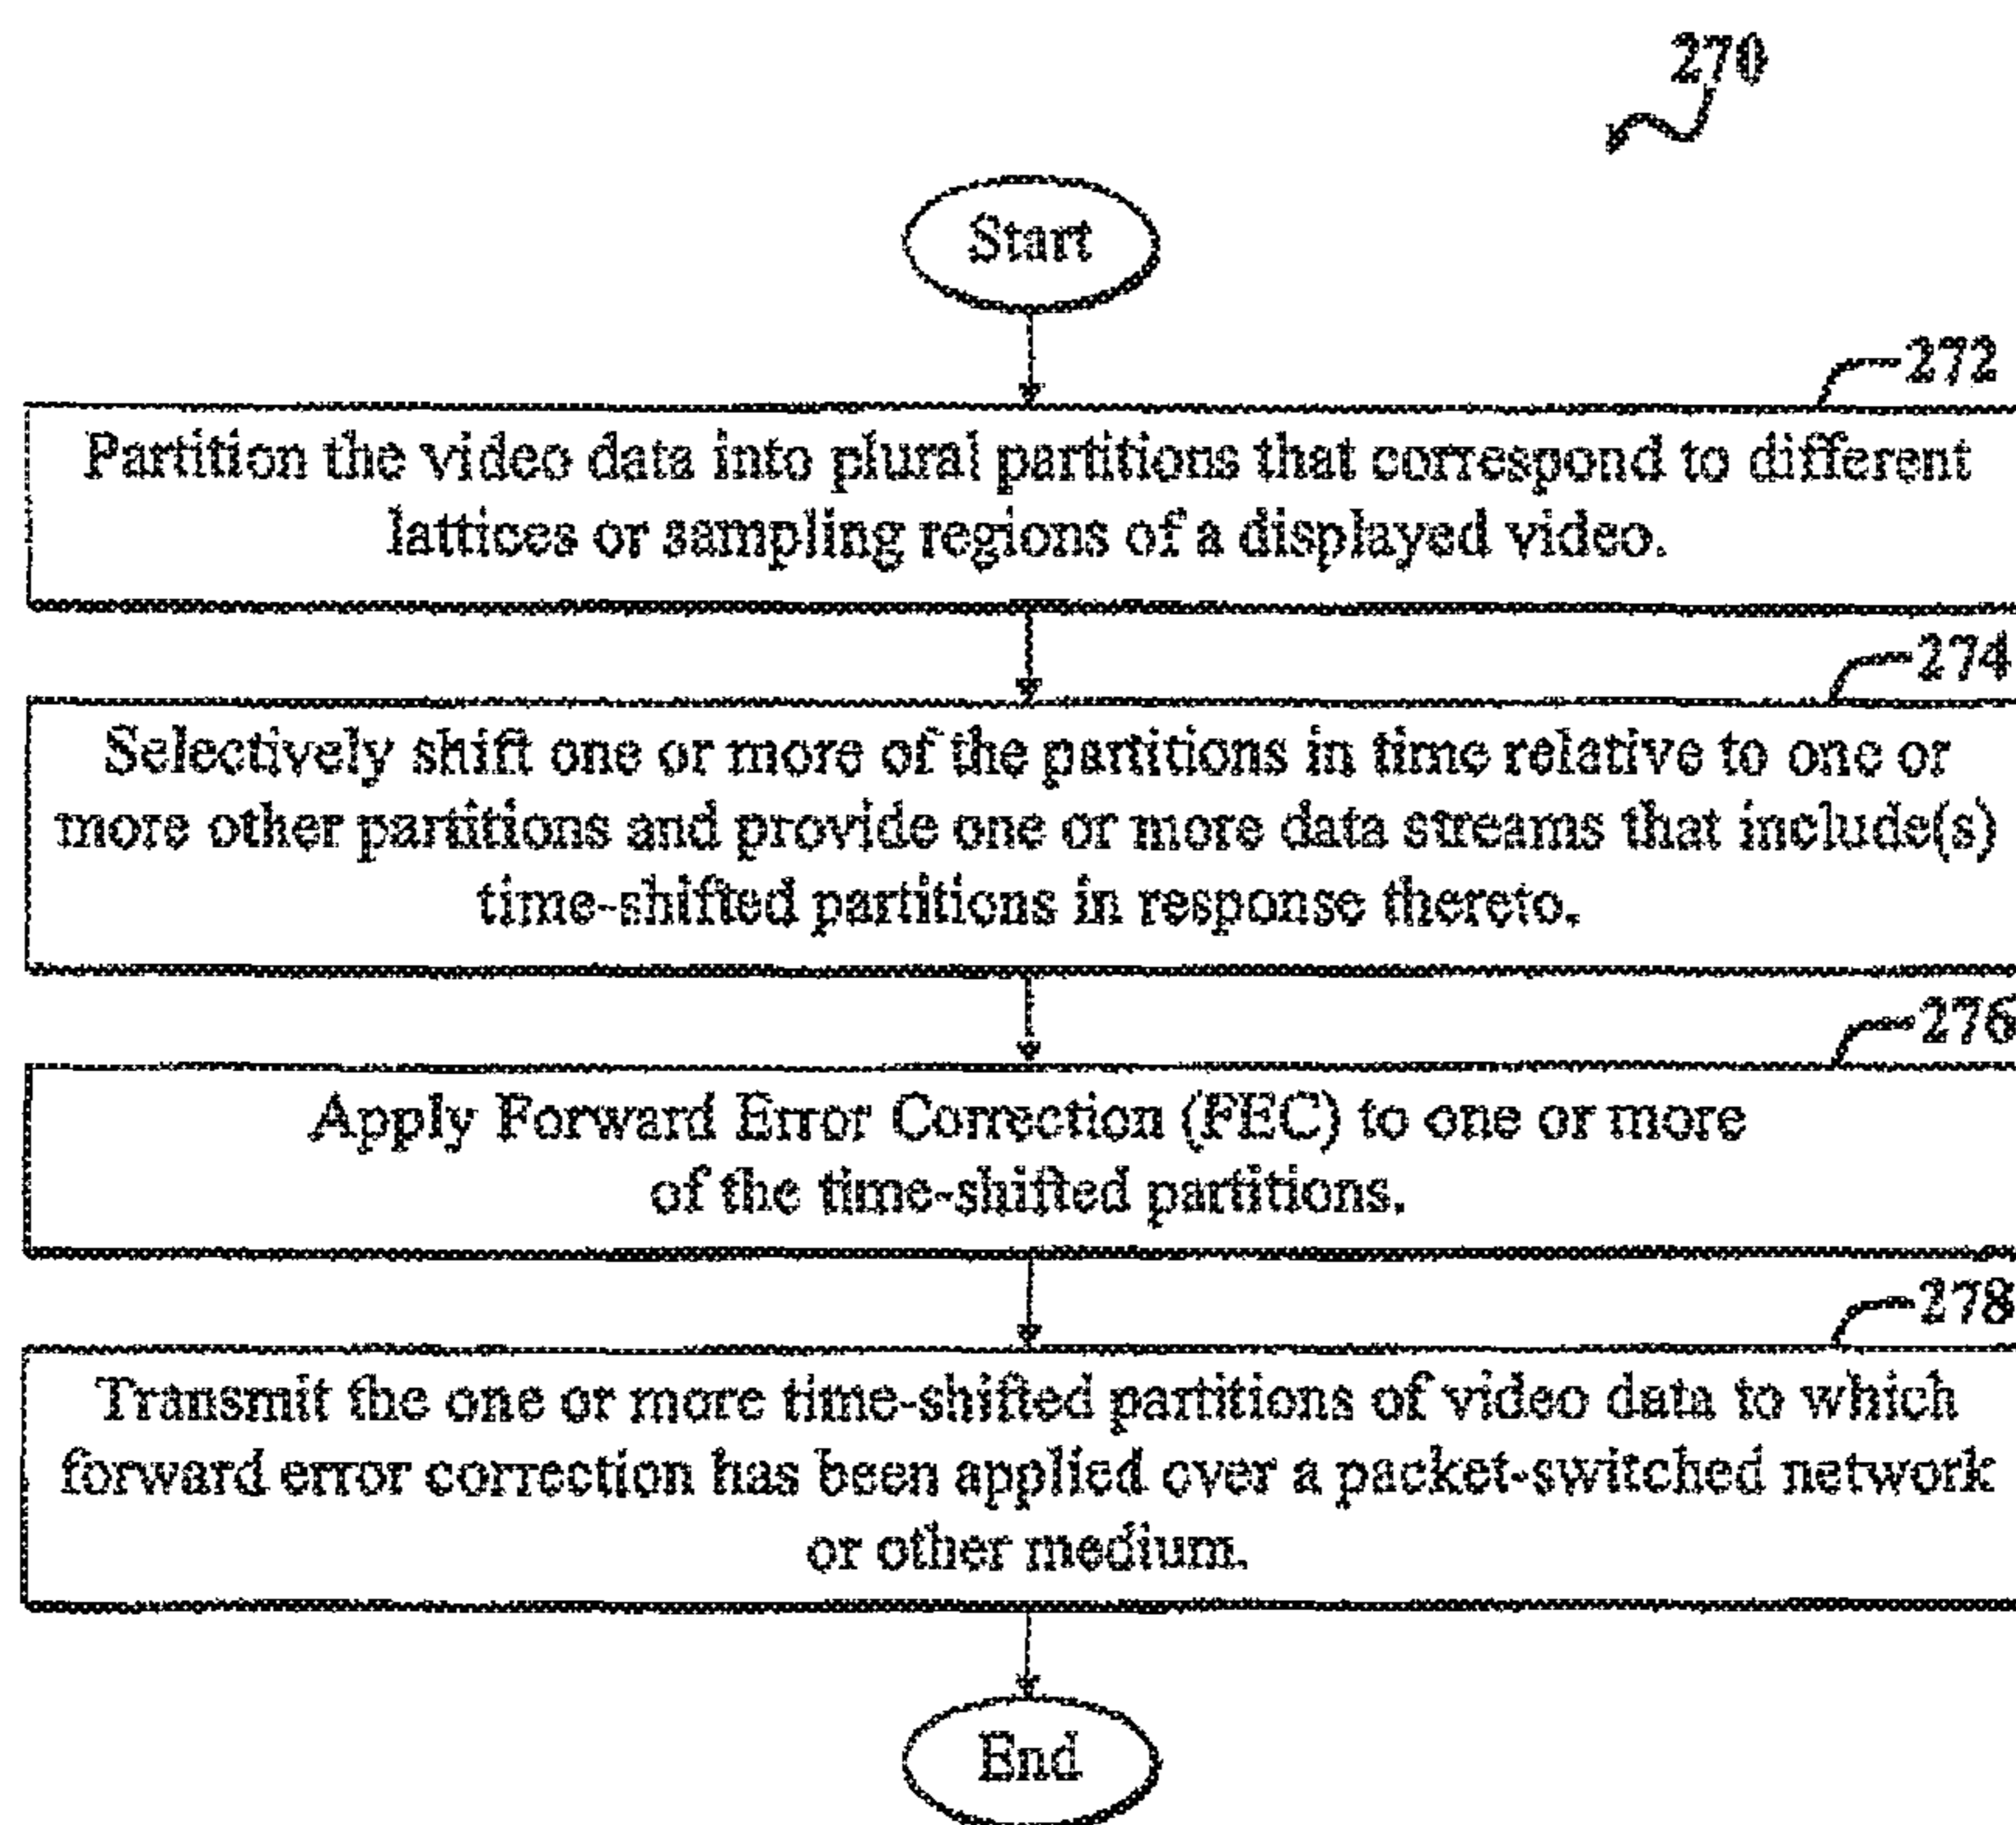 270
Start
272
Partition the video data into plural partitions that correspond to different
lattices or sampling regions of a displayed video.
274
Selectively shift one or more of the partitions in time relative to one or
more other partitions and provide one or more data streams that include(s)
time-shifted partitions in response thereto.
276
Apply Forward Error Correction (FEC) to one or more
of the time-shifted partitions.
278
Transmit the one or more time-shifted partitions of video data to which
forward error correction has been applied over a packet-switched network
or other medium.
End